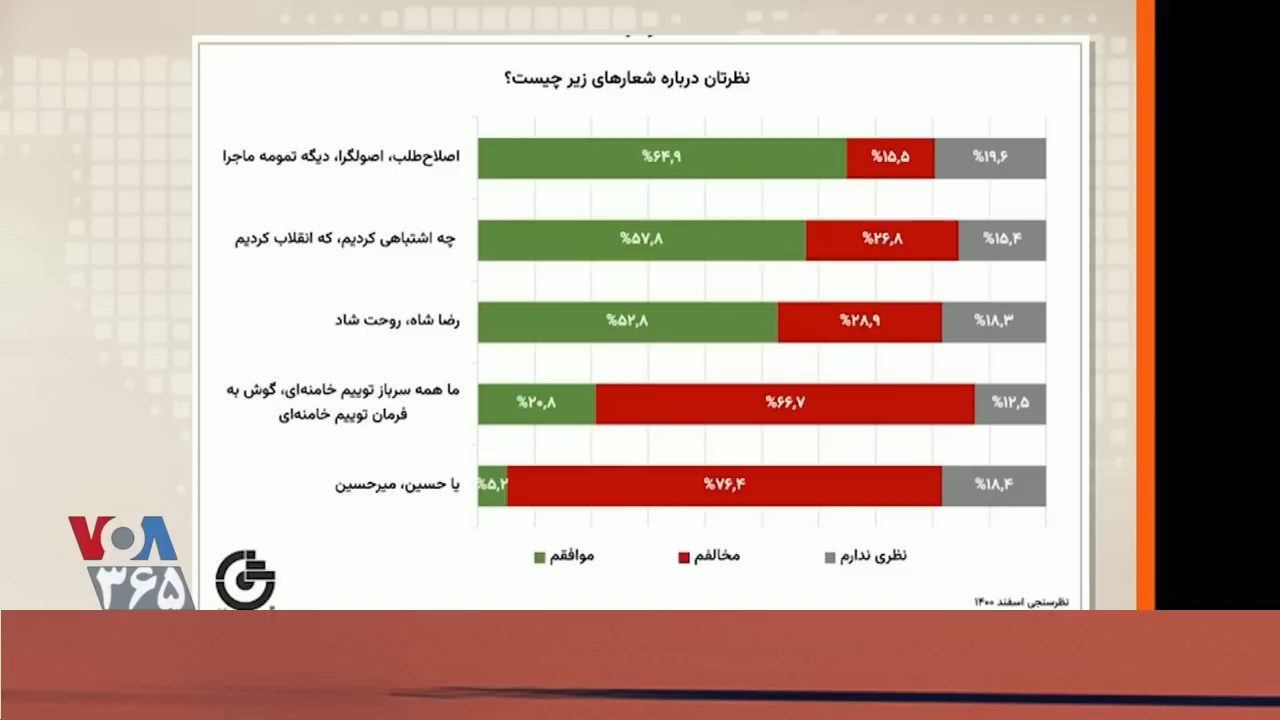 نظرتان درباره شعارهای زیر چیست؟
اصلاح‌طلب، اصولگرا، دیگه تمومه ماجرا
%۶۴,۹
%۱۵,۵
%۱۹,۶
چه اشتباهی کردیم، که انقلاب کردیم
%۵۷,۸
%۲۶,۸
%۱۵,۴
رضا شاه، روحت شاد
%۵۲,۸
%۲۸,۹
%۱۸,۳
ما همه سرباز توییم خامنه‌ای، گوش به
فرمان توییم خامنه‌ای
%۲۰,۸
%۶۶,۷
%۱۲,۵
یا حسین، میرحسین
%۵,۲
%۷۶,۴
%۱۸,۴
موافقم
مخالفم
نظری ندارم
نظرسنجی اسفند ۱۴۰۰
VOA
۳۶۵